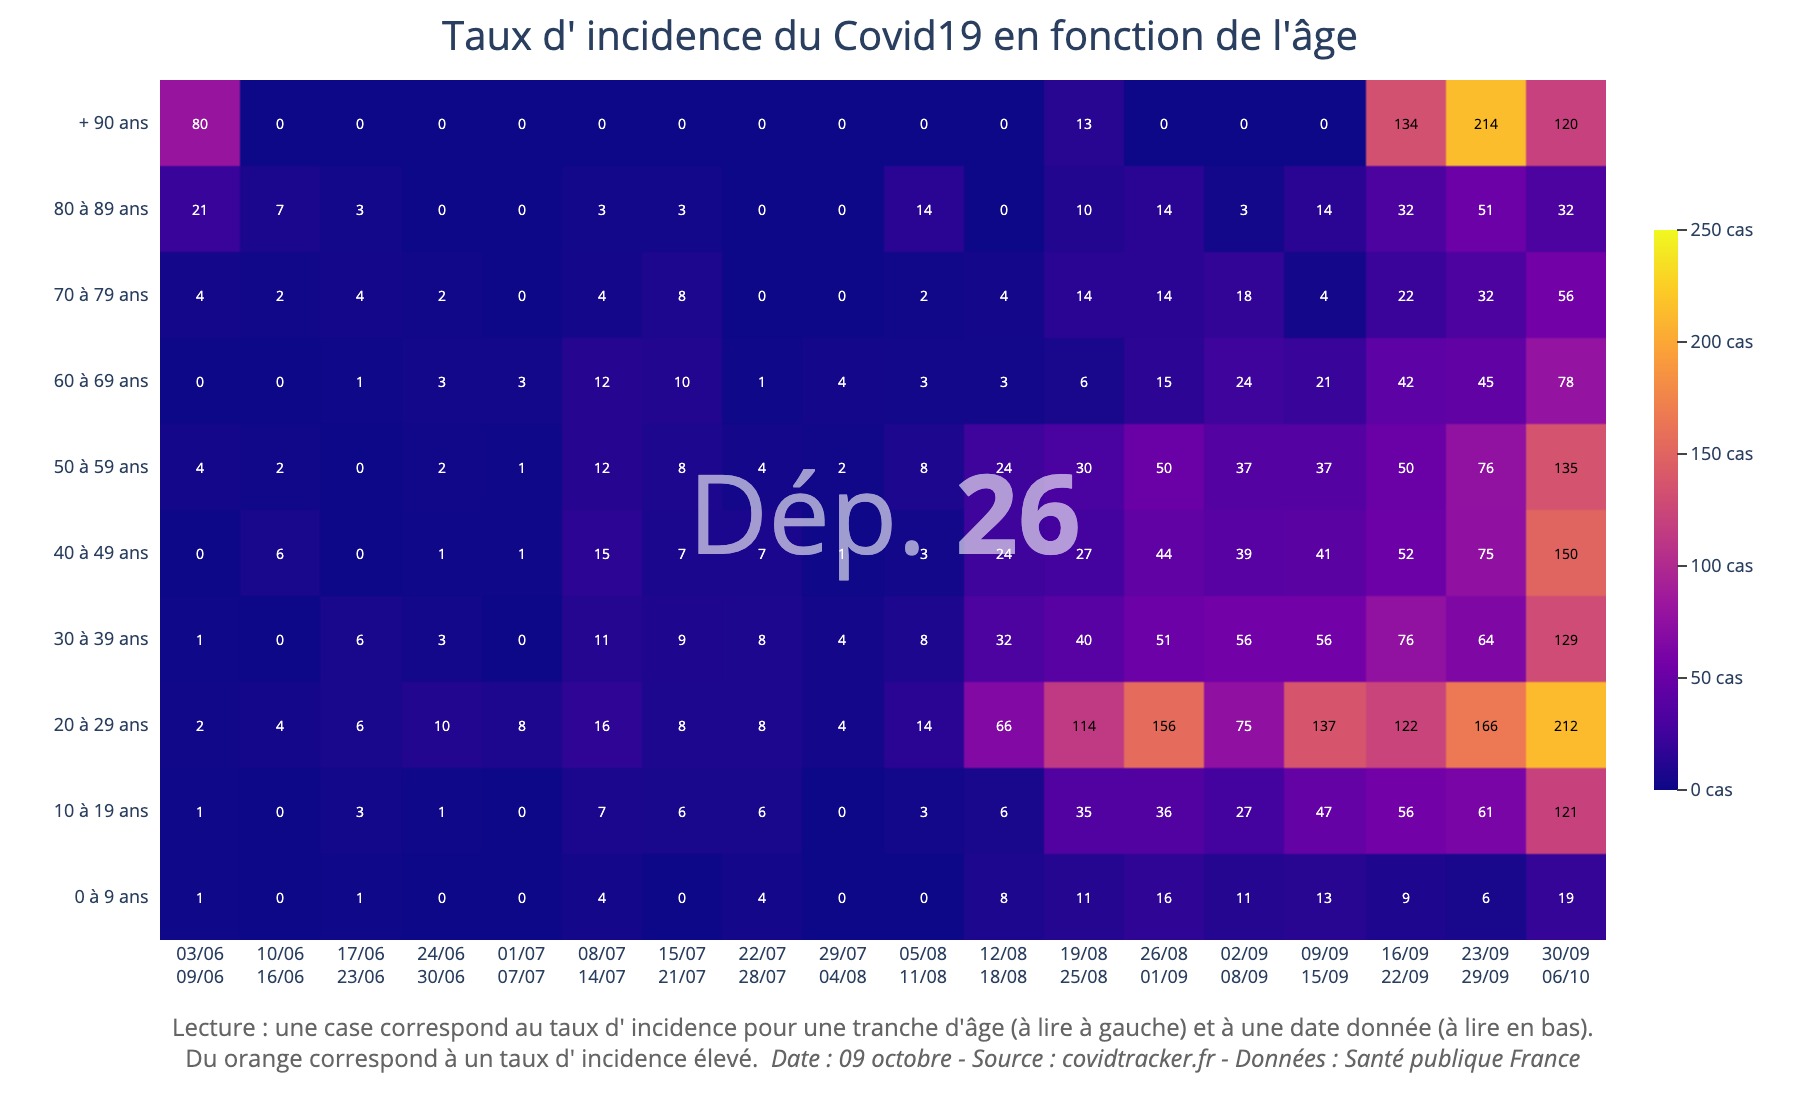 Taux d' incidence du Covid19 en fonction de l'âge
+ 90 ans 80 0 0 0 0 0 0 0 0 0 0 13 0 0 0 134 214 120
80 à 89 ans 21 7 3 0 0 3 3 0 0 14 0 10 14 3 14 32 51 32
70 à 79 ans 4 2 4 2 0 4 8 0 0 2 4 14 14 18 4 22 32 56
60 à 69 ans 0 0 1 3 3 12 10 1 4 3 3 6 15 24 21 42 45 78
50 à 59 ans 4 2 0 2 1 12 8 4 2 8 24 30 50 37 37 50 76 135
Dép. 26
40 à 49 ans 0 6 0 1 1 15 7 7 1 3 24 27 44 39 41 52 75 150
30 à 39 ans 1 0 6 3 0 11 9 8 4 8 32 40 51 56 56 76 64 129
20 à 29 ans 2 4 6 10 8 16 8 8 4 14 66 114 156 75 137 122 166 212
10 à 19 ans 1 0 3 1 0 7 6 6 0 3 6 35 36 27 47 56 61 121
0 à 9 ans 1 0 1 0 0 4 0 4 0 0 8 11 16 11 13 9 6 19
03/06 10/06 17/06 24/06 01/07 08/07 15/07 22/07 29/07 05/08 12/08 19/08 26/08 02/09 09/09 16/09 23/09 30/09
09/06 16/06 23/06 30/06 07/07 14/07 21/07 28/07 04/08 11/08 18/08 25/08 01/09 08/09 15/09 22/09 29/09 06/10
250 cas
200 cas
150 cas
100 cas
50 cas
0 cas
Lecture : une case correspond au taux d' incidence pour une tranche d'âge (à lire à gauche) et à une date donnée (à lire en bas).
Du orange correspond à un taux d' incidence élevé. Date : 09 octobre - Source : covidtracker.fr - Données : Santé publique France